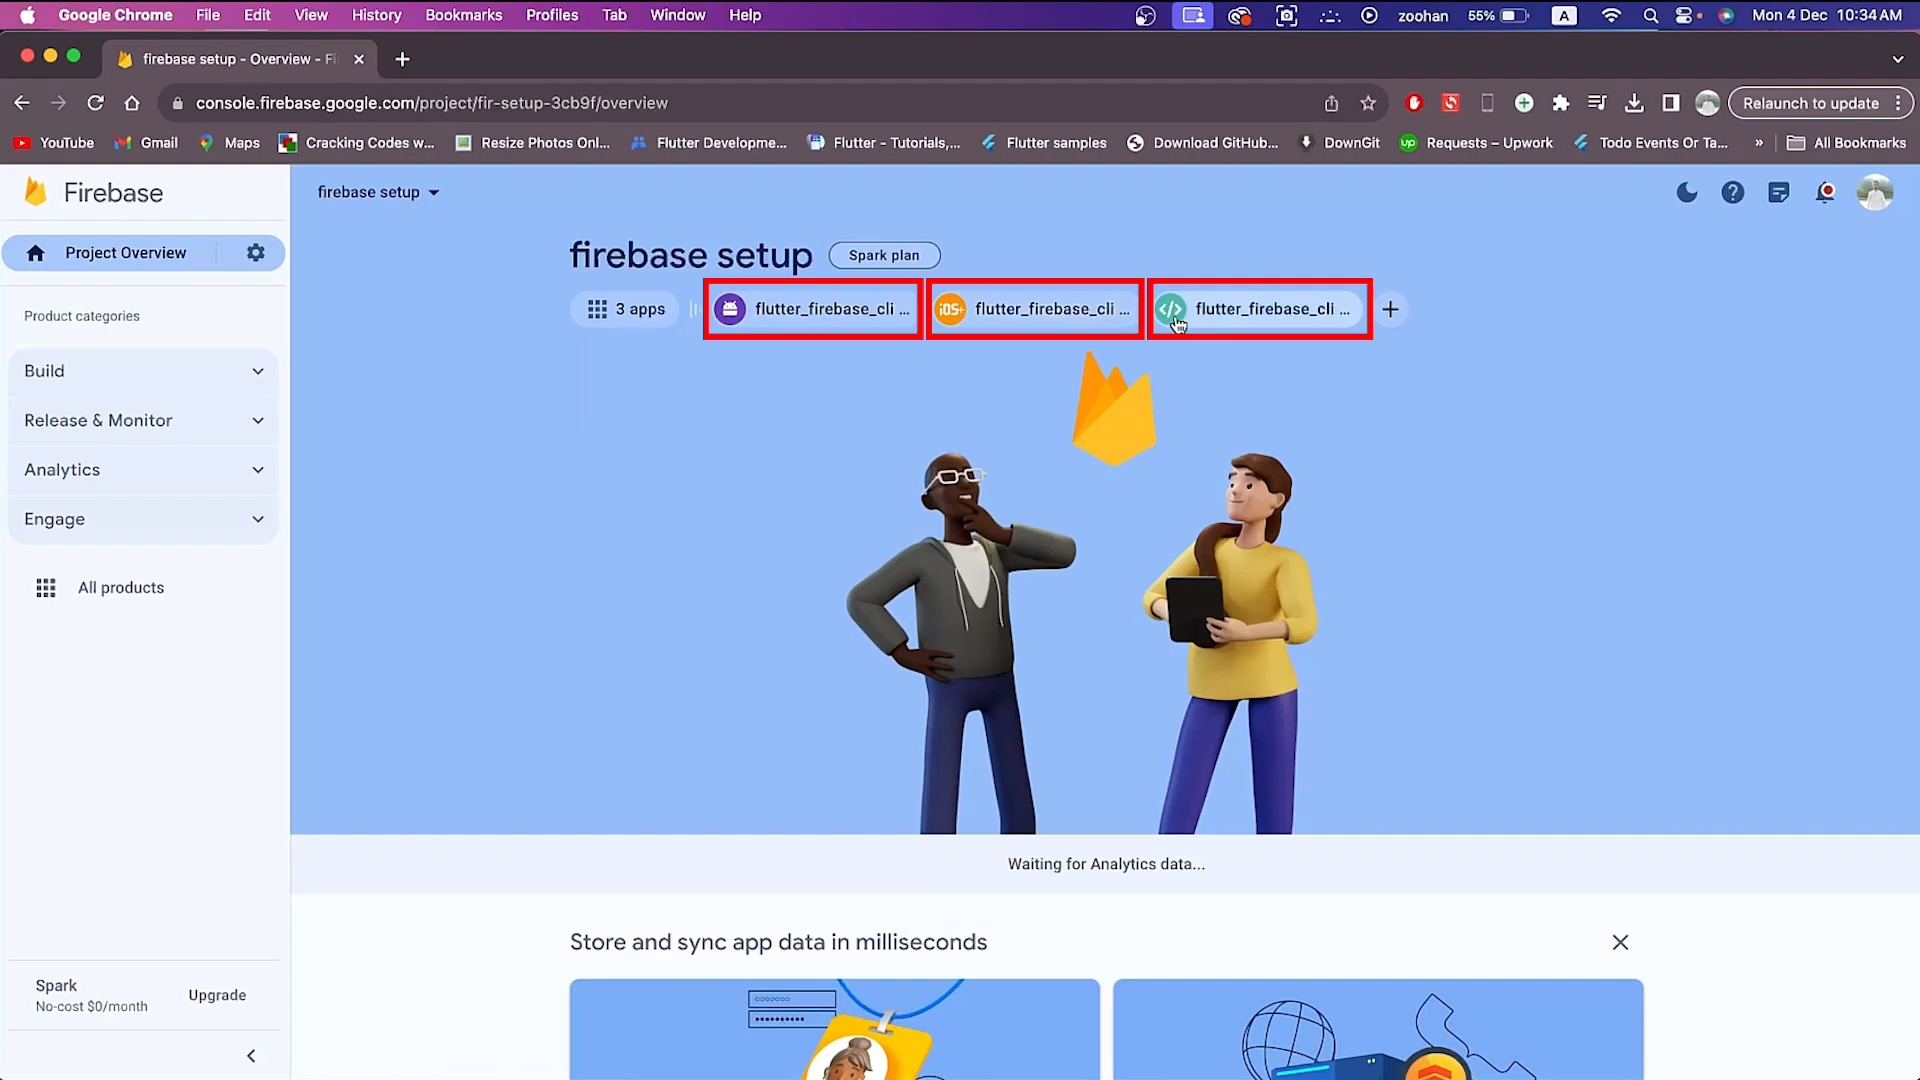 Google Chrome File Edit View History Bookmarks Profiles Tab Window Help zoohan 55% A Mon 4 Dec 10:34 AM
firebase setup - Overview - Fi
console.firebase.google.com/project/fir-setup-3cb9f/overview Relaunch to update
YouTube Gmail Maps Cracking Codes w... Resize Photos Onl... Flutter Developme... Flutter - Tutorials,... Flutter samples Download GitHub... DownGit up Requests – Upwork Todo Events Or Ta... » All Bookmarks
Firebase
firebase setup
Project Overview
firebase setup Spark plan
3 apps flutter_firebase_cli ... iOS+ flutter_firebase_cli ... flutter_firebase_cli ...
Product categories
Build
Release & Monitor
Analytics
Engage
All products
Waiting for Analytics data...
Store and sync app data in milliseconds
Spark
No-cost $0/month
Upgrade